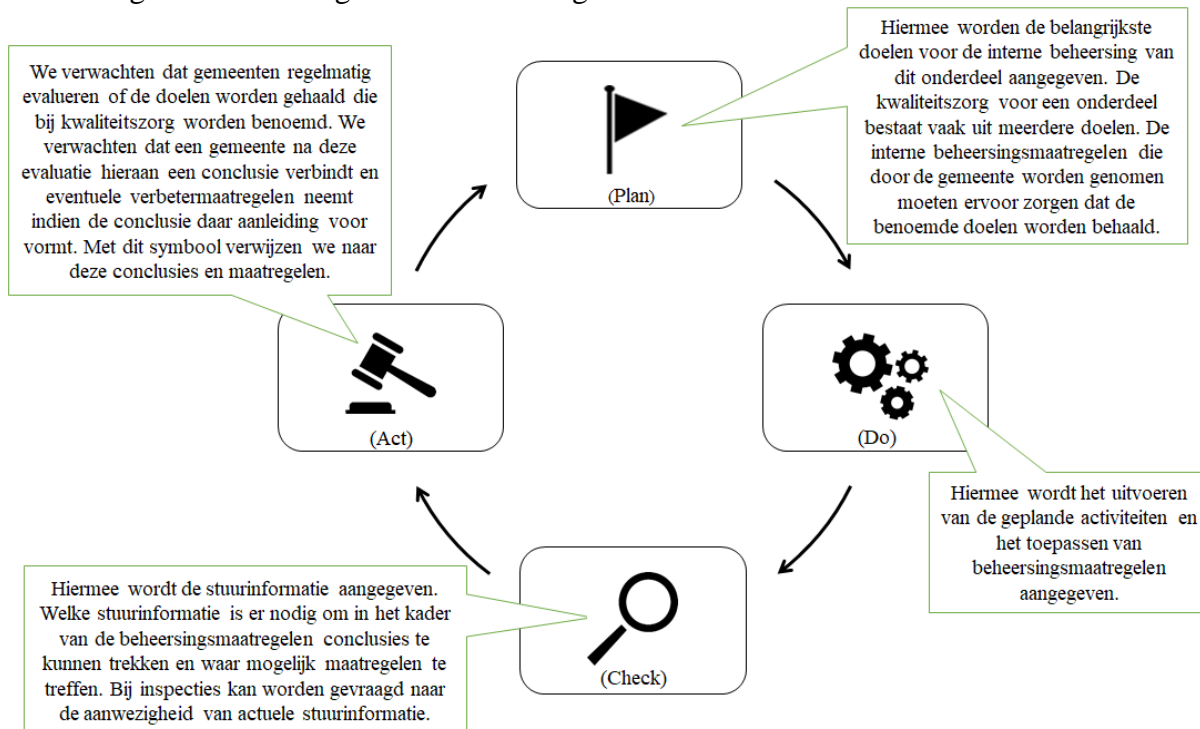 Hiermee worden de belangrijkste
doelen voor de interne beheersing van
dit onderdeel aangegeven. De
kwaliteitszorg voor een onderdeel
bestaat vaak uit meerdere doelen. De
interne beheersingsmaatregelen die
door de gemeente worden genomen
moeten ervoor zorgen dat de
benoemde doelen worden behaald.
We verwachten dat gemeenten regelmatig
evalueren of de doelen worden gehaald die
bij kwaliteitszorg worden benoemd. We
verwachten dat een gemeente na deze
evaluatie hieraan een conclusie verbindt en
eventuele verbetermaatregelen neemt
indien de conclusie daar aanleiding voor
vormt. Met dit symbool verwijzen we naar
deze conclusies en maatregelen.
(Plan)
(Act)
(Do)
Hiermee wordt het uitvoeren
van de geplande activiteiten en
het toepassen van
beheersingsmaatregelen
aangegeven.
Hiermee wordt de stuurinformatie aangegeven.
Welke stuurinformatie is er nodig om in het kader
van de beheersingsmaatregelen conclusies te
kunnen trekken en waar mogelijk maatregelen te
treffen. Bij inspecties kan worden gevraagd naar
de aanwezigheid van actuele stuurinformatie.
(Check)